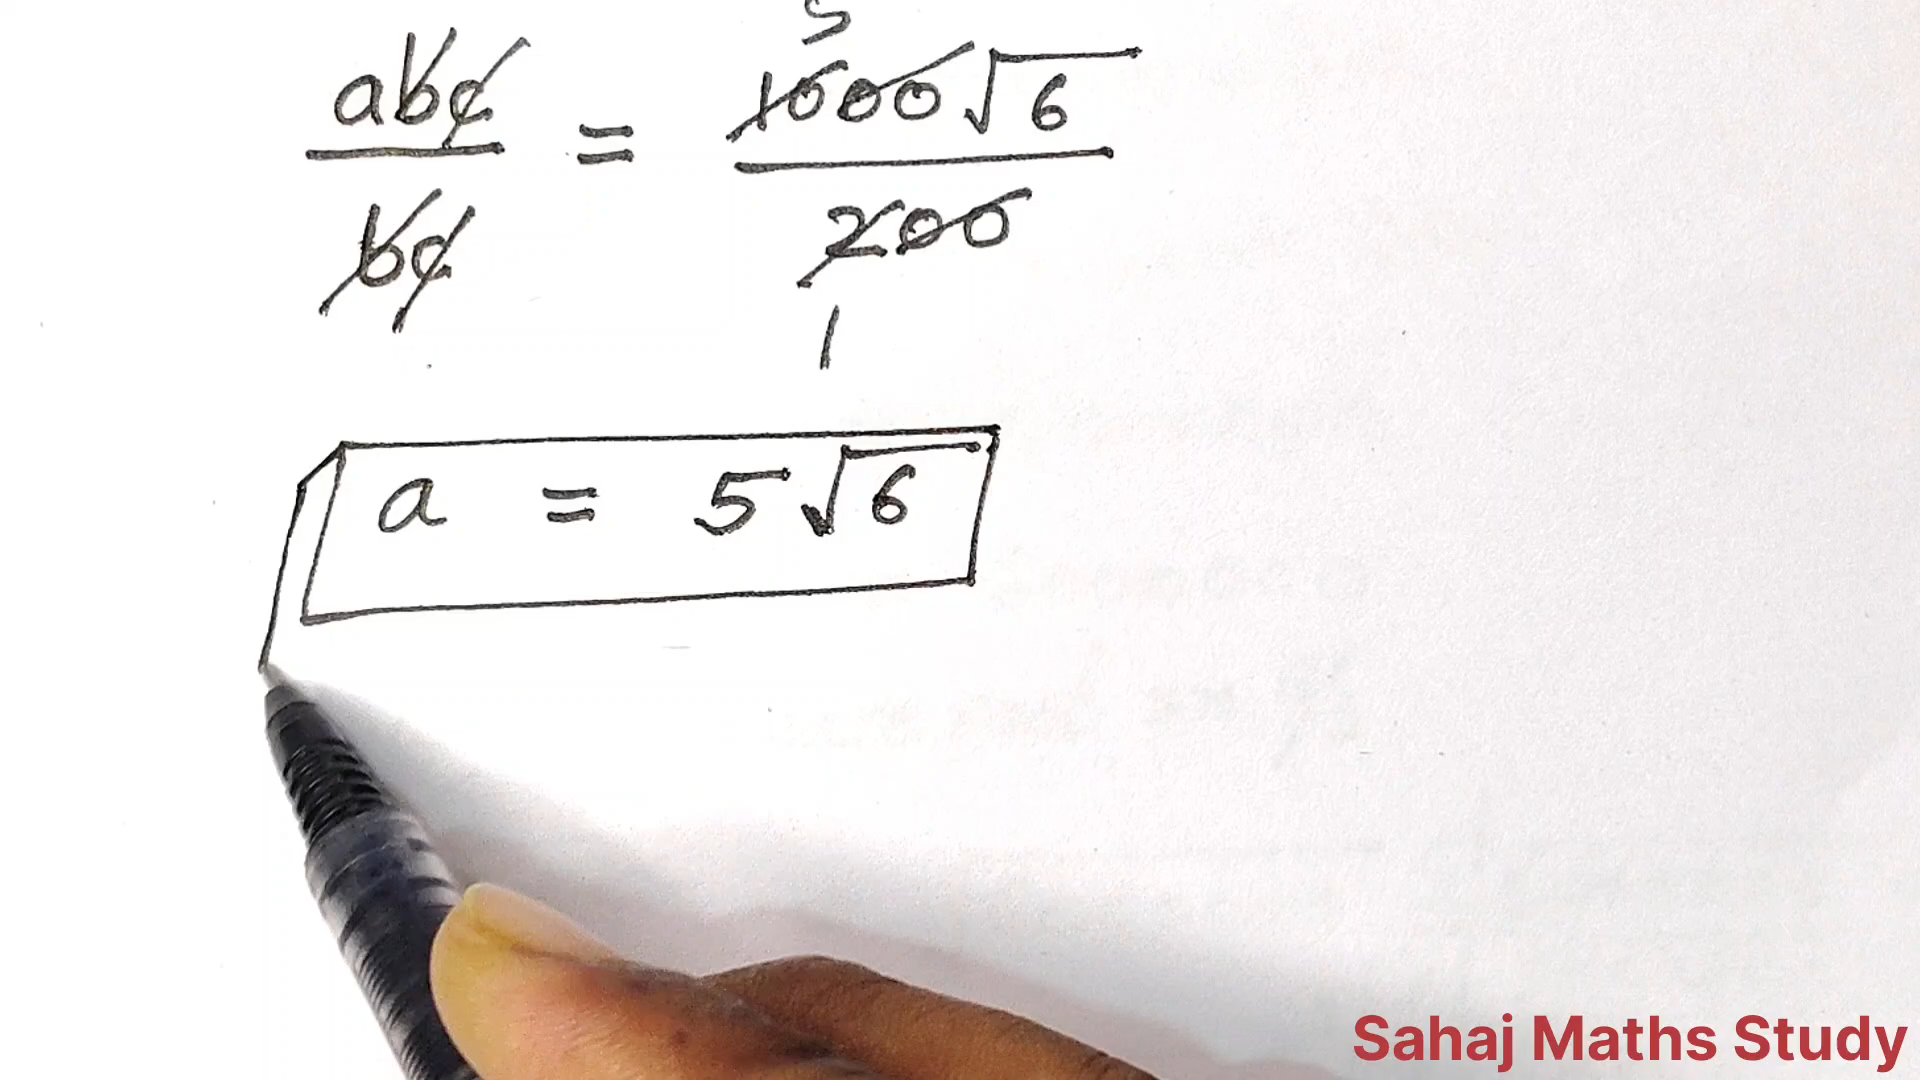 5
abc = 1000√6
bc 200
1
a = 5√6
Sahaj Maths Study